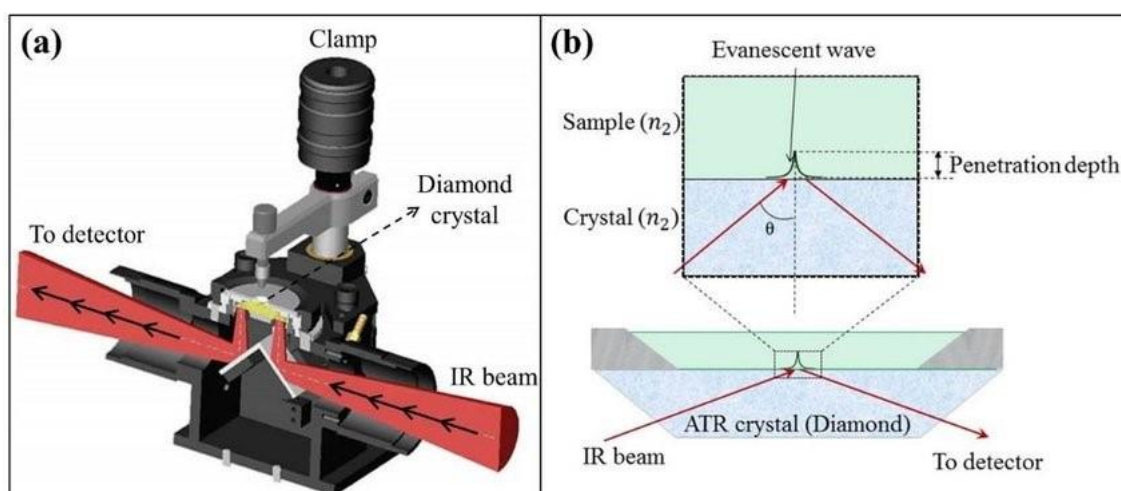 (a)
Clamp
Diamond
crystal
To detector
IR beam
(b)
Evanescent wave
Sample (n₂)
Penetration depth
Crystal (n₂)
θ
ATR crystal (Diamond)
IR beam
To detector